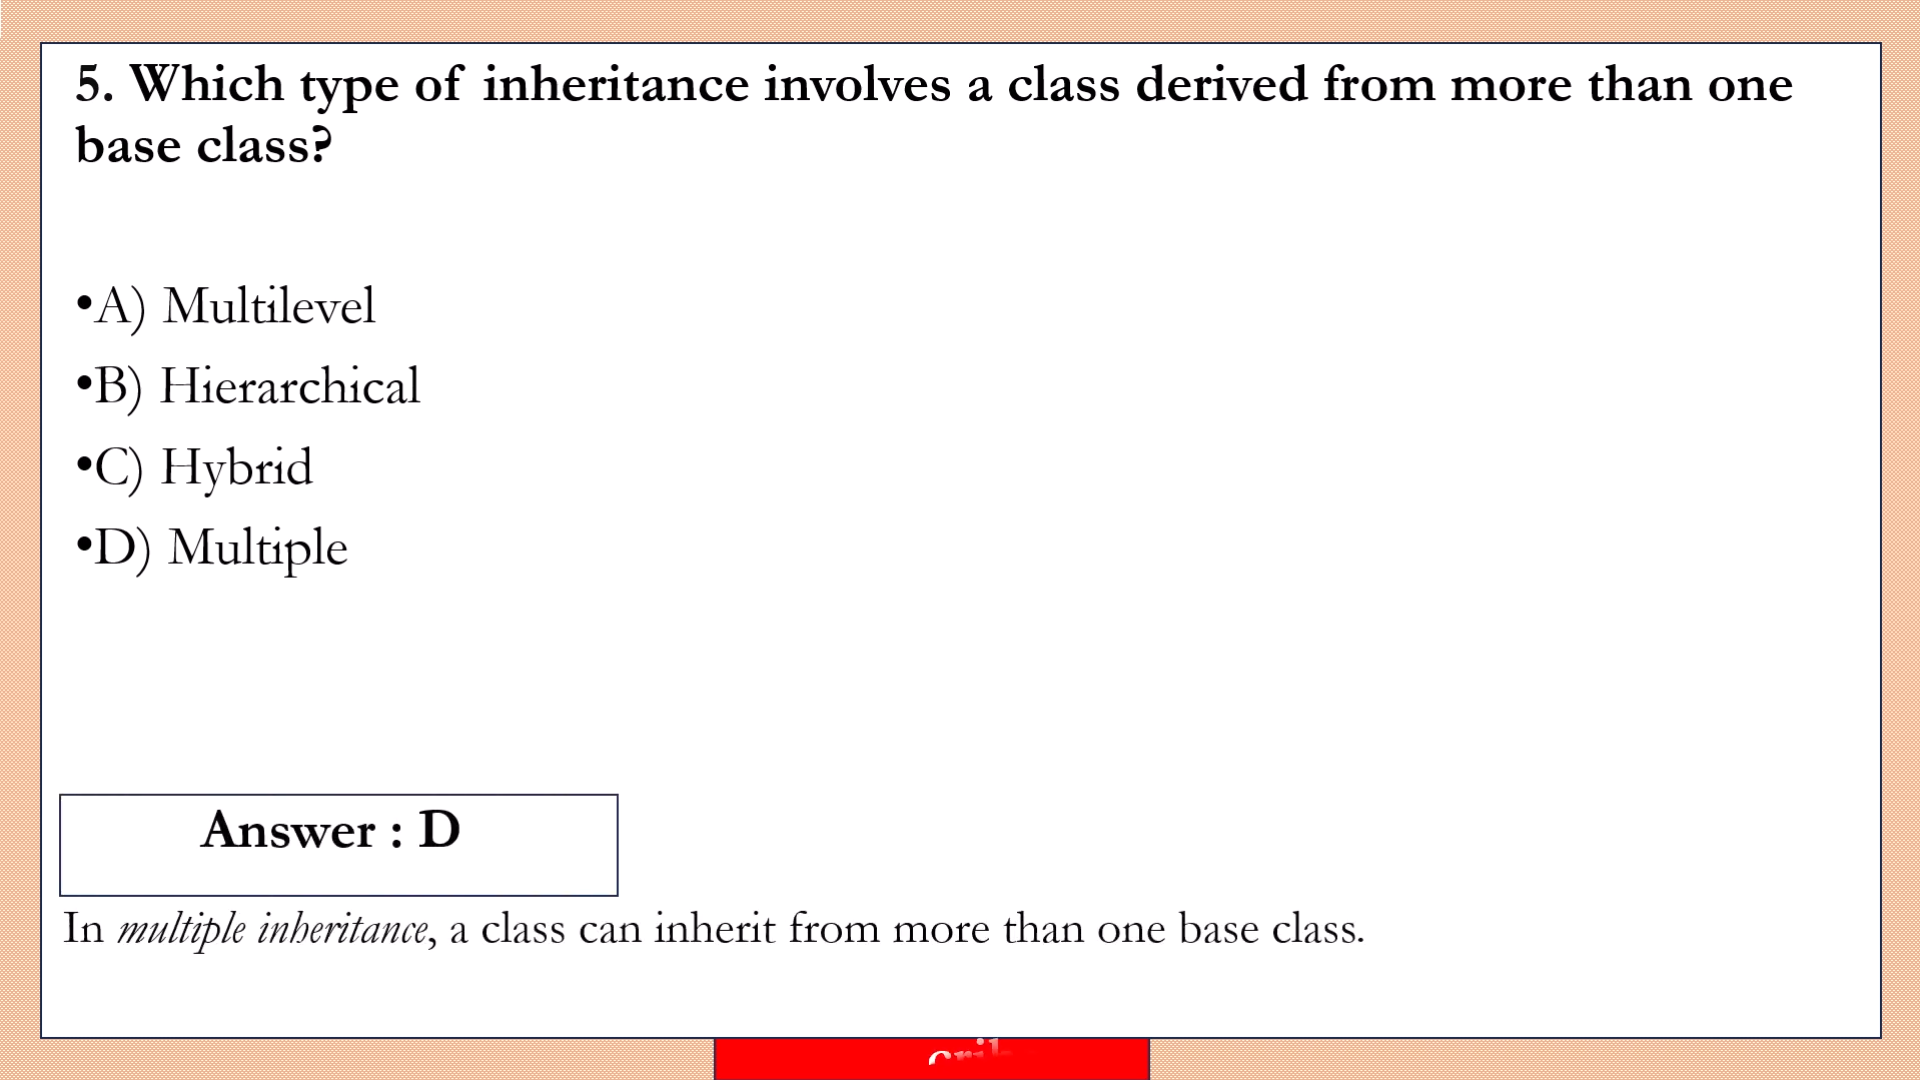 5. Which type of inheritance involves a class derived from more than one
base class?
•A) Multilevel
•B) Hierarchical
•C) Hybrid
•D) Multiple
Answer : D
In multiple inheritance, a class can inherit from more than one base class.